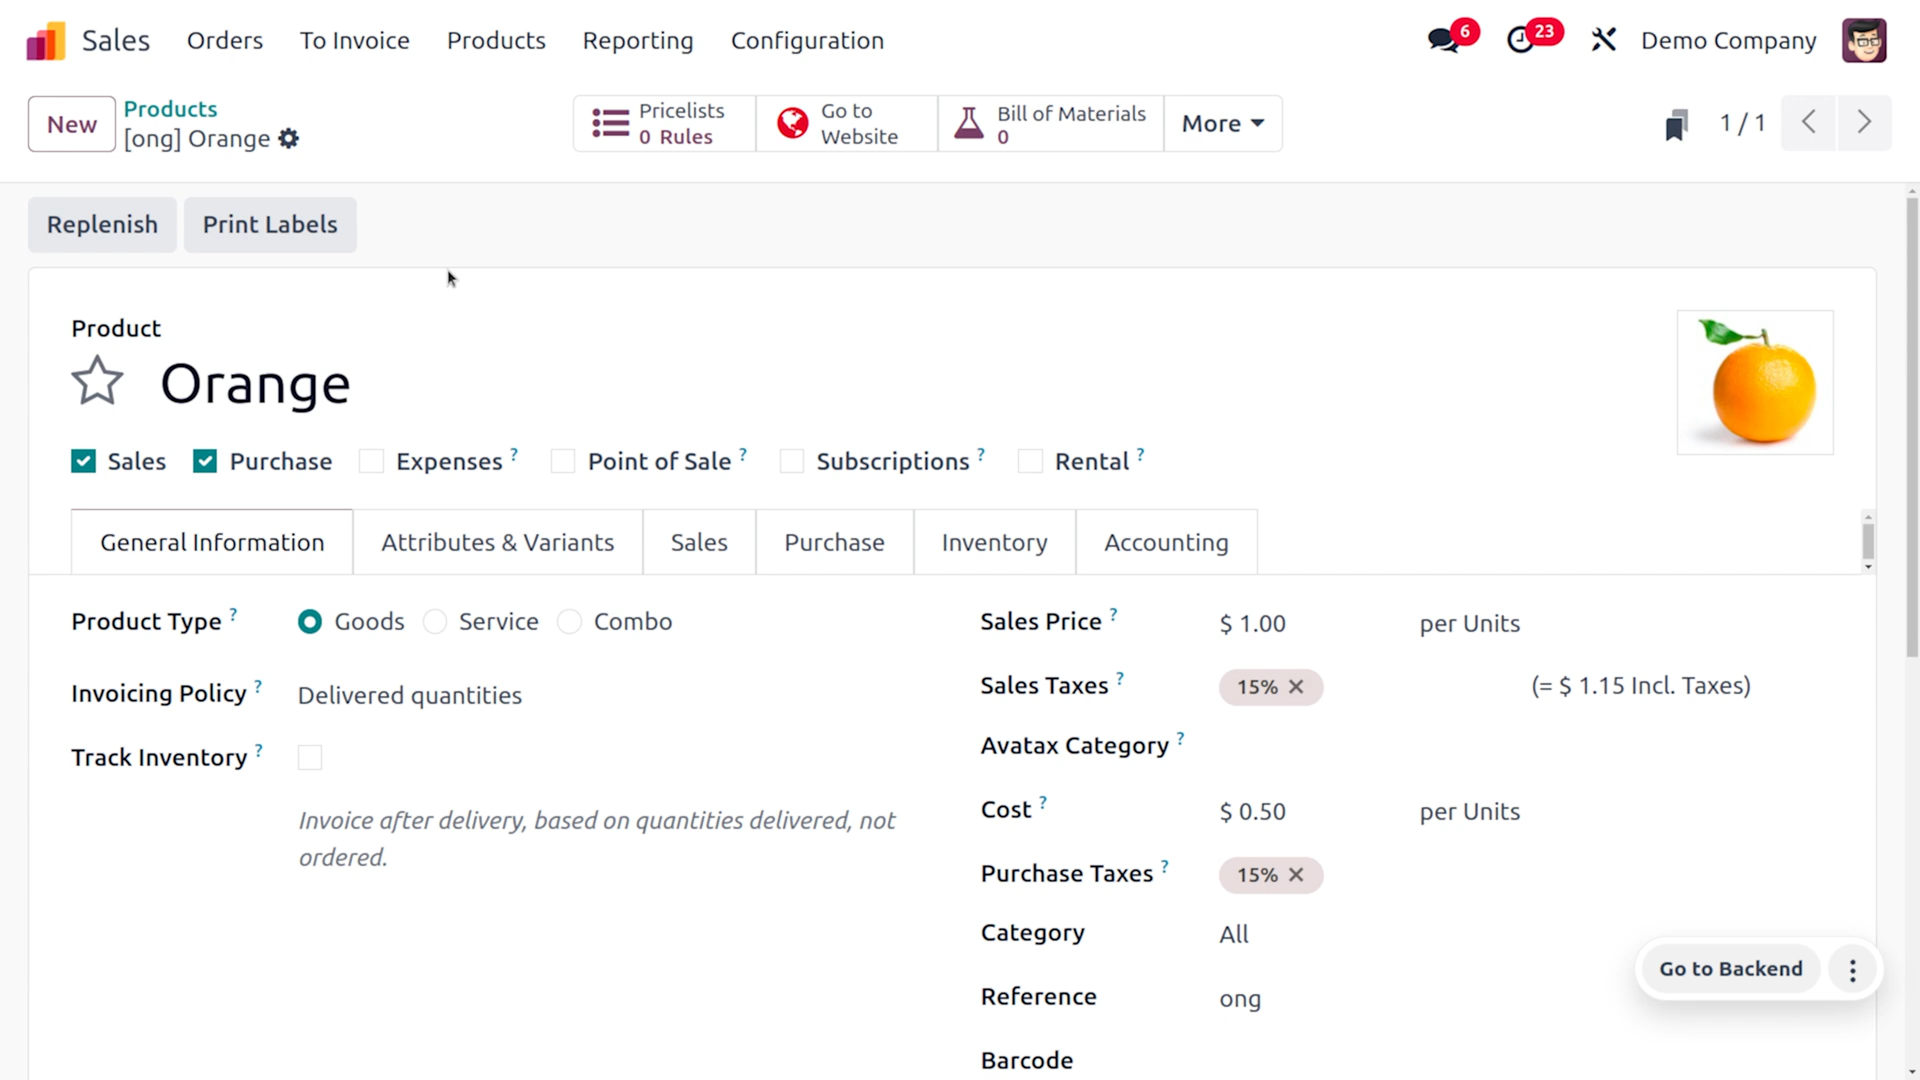 Sales Orders To Invoice Products Reporting Configuration 6 23 Demo Company
New Products [ong] Orange
Pricelists 0 Rules
Go to Website
Bill of Materials 0
More
1 / 1
Replenish Print Labels
Product
Orange
Sales Purchase Expenses ? Point of Sale ? Subscriptions ? Rental ?
General Information Attributes & Variants Sales Purchase Inventory Accounting
Product Type ? Goods Service Combo
Invoicing Policy ? Delivered quantities
Track Inventory ?
Invoice after delivery, based on quantities delivered, not
ordered.
Sales Price ? $ 1.00 per Units
Sales Taxes ? 15% (= $ 1.15 Incl. Taxes)
Avatax Category ?
Cost ? $ 0.50 per Units
Purchase Taxes ? 15%
Category All
Reference ong
Barcode
Go to Backend